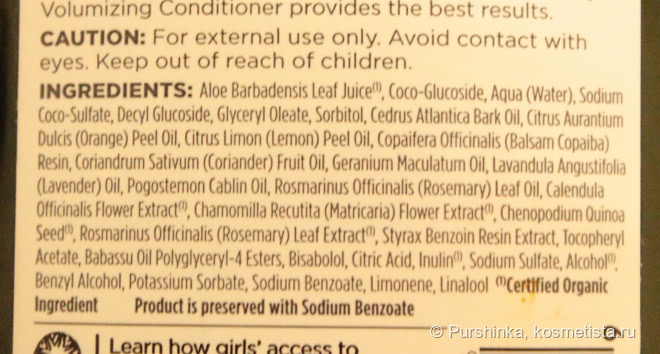 Volumizing Conditioner provides the best results.
CAUTION: For external use only. Avoid contact with
eyes. Keep out of reach of children.
INGREDIENTS: Aloe Barbadensis Leaf Juice⁽¹⁾, Coco-Glucoside, Aqua (Water), Sodium
Coco-Sulfate, Decyl Glucoside, Glyceryl Oleate, Sorbitol, Cedrus Atlantica Bark Oil, Citrus Aurantium
Dulcis (Orange) Peel Oil, Citrus Limon (Lemon) Peel Oil, Copaifera Officinalis (Balsam Copaiba)
Resin, Coriandrum Sativum (Coriander) Fruit Oil, Geranium Maculatum Oil, Lavandula Angustifolia
(Lavender) Oil, Pogostemon Cablin Oil, Rosmarinus Officinalis (Rosemary) Leaf Oil, Calendula
Officinalis Flower Extract⁽¹⁾, Chamomilla Recutita (Matricaria) Flower Extract⁽¹⁾, Chenopodium Quinoa
Seed⁽¹⁾, Rosmarinus Officinalis (Rosemary) Leaf Extract⁽¹⁾, Styrax Benzoin Resin Extract, Tocopheryl
Acetate, Babassu Oil Polyglyceryl-4 Esters, Bisabolol, Citric Acid, Inulin⁽¹⁾, Sodium Sulfate, Alcohol⁽¹⁾,
Benzyl Alcohol, Potassium Sorbate, Sodium Benzoate, Limonene, Linalool ⁽¹⁾Certified Organic
Ingredient Product is preserved with Sodium Benzoate
© Purshinka, kosmetista.ru
Learn how girls' access to